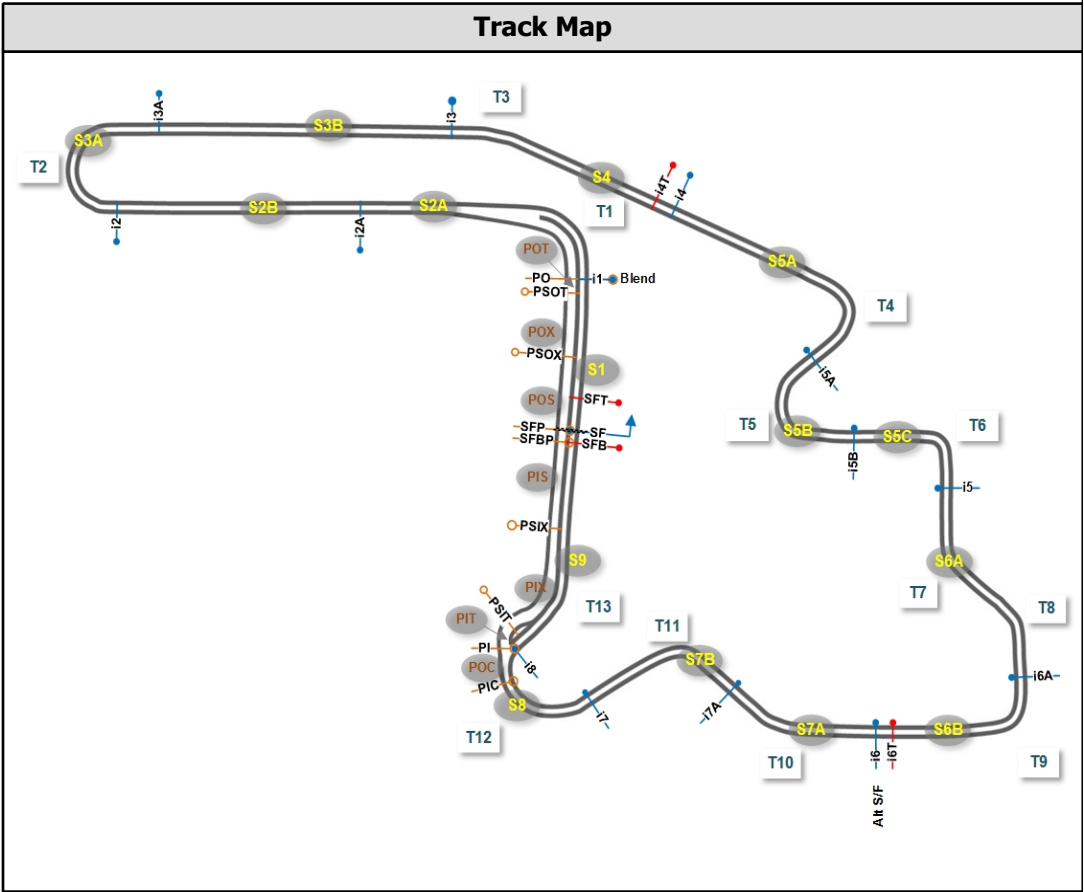 Track Map
i3A
i3
T3
S3B
S3A
T2
S4
i4T
i4
T1
i2
S2B
i2A
S2A
S5A
POT
PO
i1
Blend
PSOT
T4
POX
PSOX
S1
i5A
POS
SFT
SFP
SF
SFBP
SFB
T5
S5B
i5B
S5C
T6
PIS
i5
PSIX
S9
S6A
PIX
T7
PSIT
T13
T8
PIT
T11
PI
i8
S7B
POC
PIC
i6A
S8
i7
i7A
T12
S7A
i6
i6T
S6B
T10
T9
Alt S/F